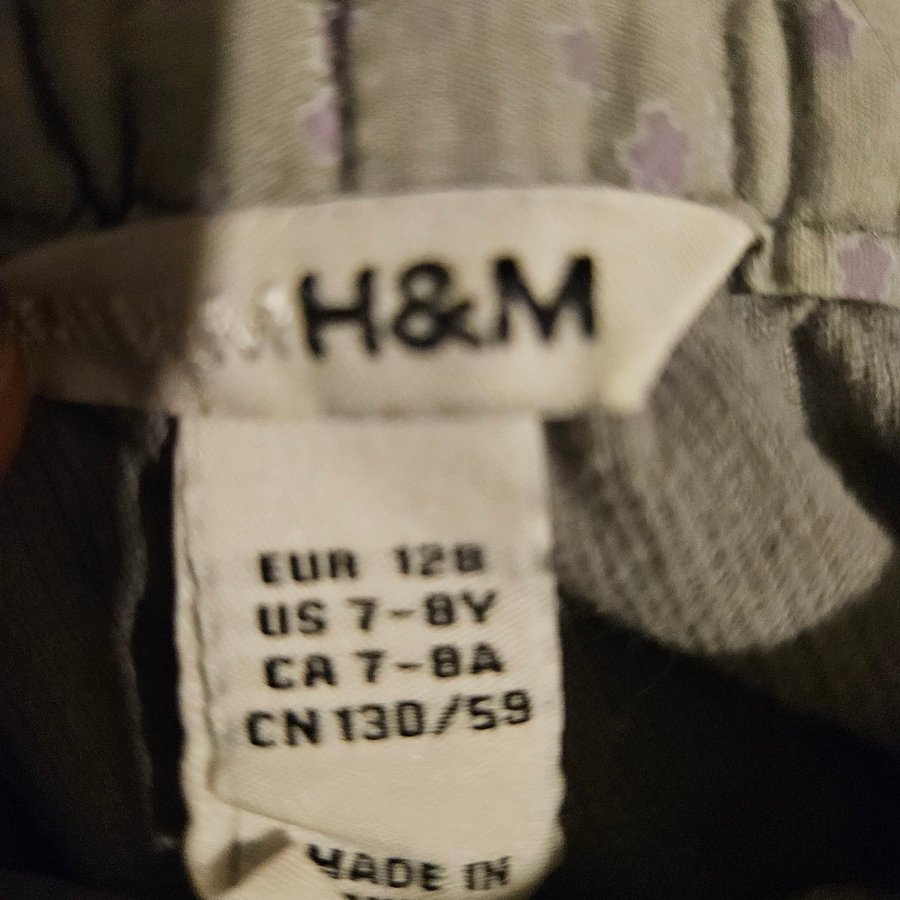 H&M
EUR 128
US 7-8Y
CA 7-8A
CN 130/59
MADE IN